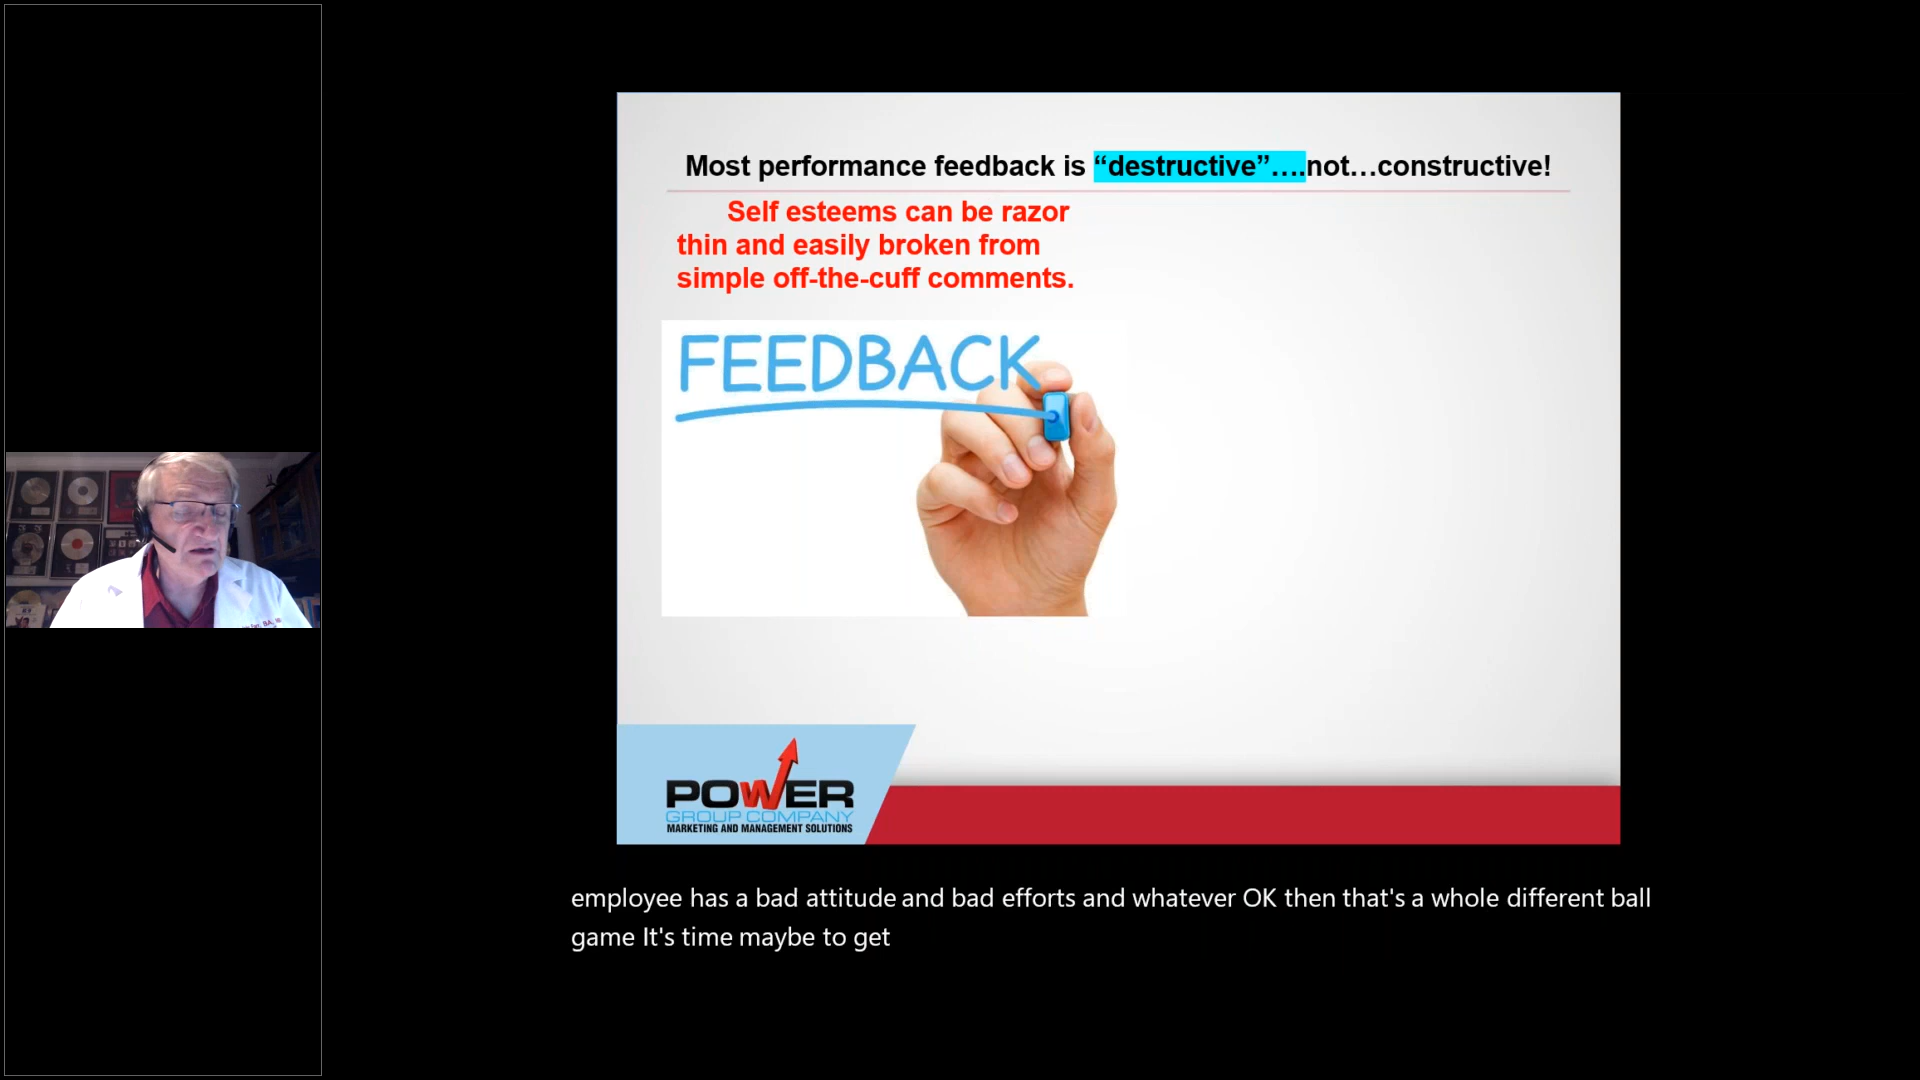 Most performance feedback is “destructive”….not…constructive!
Self esteems can be razor
thin and easily broken from
simple off-the-cuff comments.
FEEDBACK
POWER
GROUP COMPANY
MARKETING AND MANAGEMENT SOLUTIONS
employee has a bad attitude and bad efforts and whatever OK then that's a whole different ball
game It's time maybe to get